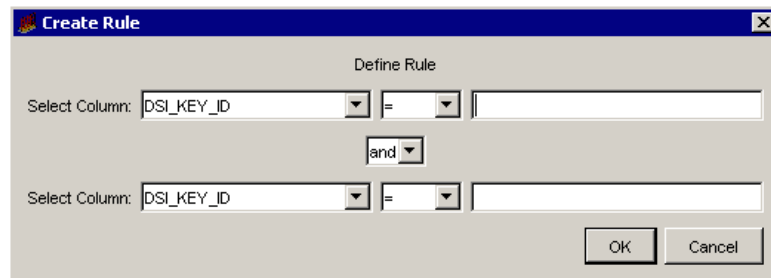 Create Rule
Define Rule
Select Column: DSI_KEY_ID =
and
Select Column: DSI_KEY_ID =
OK Cancel